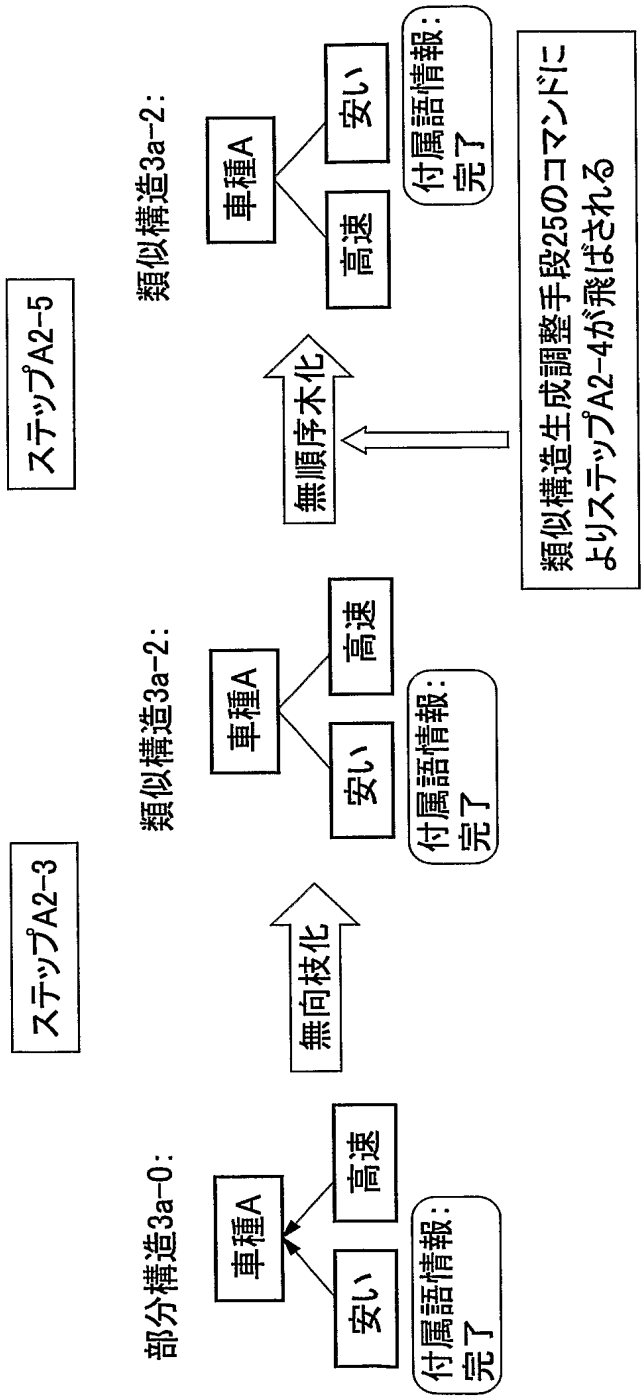 ステップA2-3
ステップA2-5
部分構造3a-0:
車種A
安い
高速
付属語情報:
完了
無向枝化
類似構造3a-2:
車種A
安い
高速
付属語情報:
完了
無順序木化
類似構造3a-2:
車種A
高速
安い
付属語情報:
完了
類似構造生成調整手段25のコマンドに
よりステップA2-4が飛ばされる